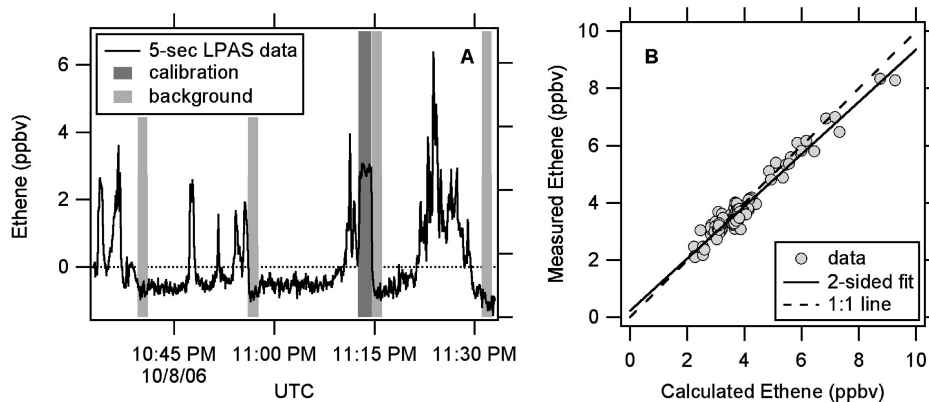 A
5-sec LPAS data
calibration
background
Ethene (ppbv)
6
4
2
0
10:45 PM
11:00 PM
11:15 PM
11:30 PM
10/8/06
UTC
B
Measured Ethene (ppbv)
10
8
6
4
2
0
data
2-sided fit
1:1 line
0
2
4
6
8
10
Calculated Ethene (ppbv)